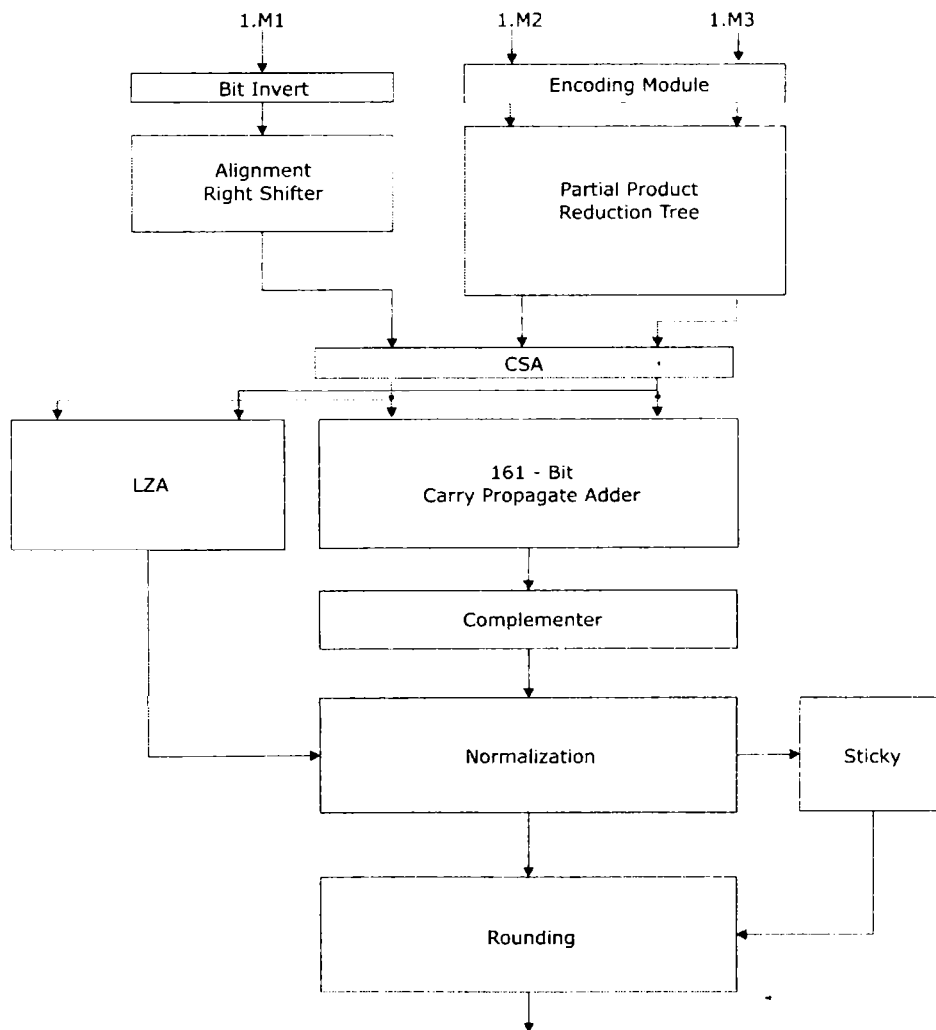 1.M1
1.M2
1.M3
Bit Invert
Encoding Module
Alignment
Right Shifter
Partial Product
Reduction Tree
CSA
LZA
161 - Bit
Carry Propagate Adder
Complementer
Normalization
Sticky
Rounding